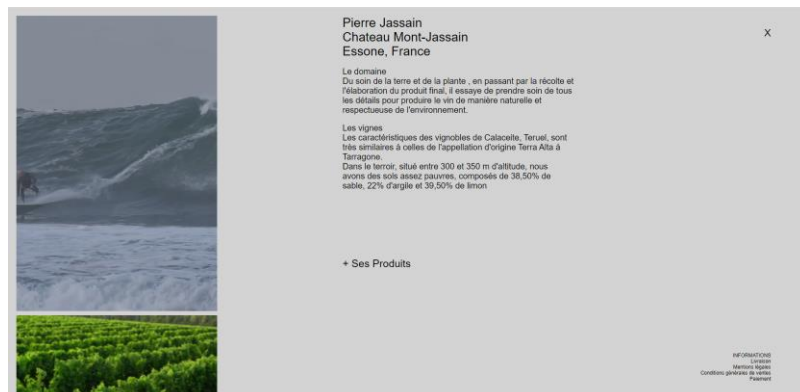 Pierre Jassain
Chateau Mont-Jassain
Essone, France
X
Le domaine
Du soin de la terre et de la plante , en passant par la récolte et
l'élaboration du produit final, il essaye de prendre soin de tous
les détails pour produire le vin de manière naturelle et
respectueuse de l'environnement.
Les vignes
Les caractéristiques des vignobles de Calaceite, Teruel, sont
très similaires à celles de l'appellation d'origine Terra Alta à
Tarragone.
Dans le terroir, situé entre 300 et 350 m d'altitude, nous
avons des sols assez pauvres, composés de 38,50% de
sable, 22% d'argile et 39,50% de limon
+ Ses Produits
INFORMATIONS
Livraison
Mentions légales
Conditions générales de ventes
Paiement